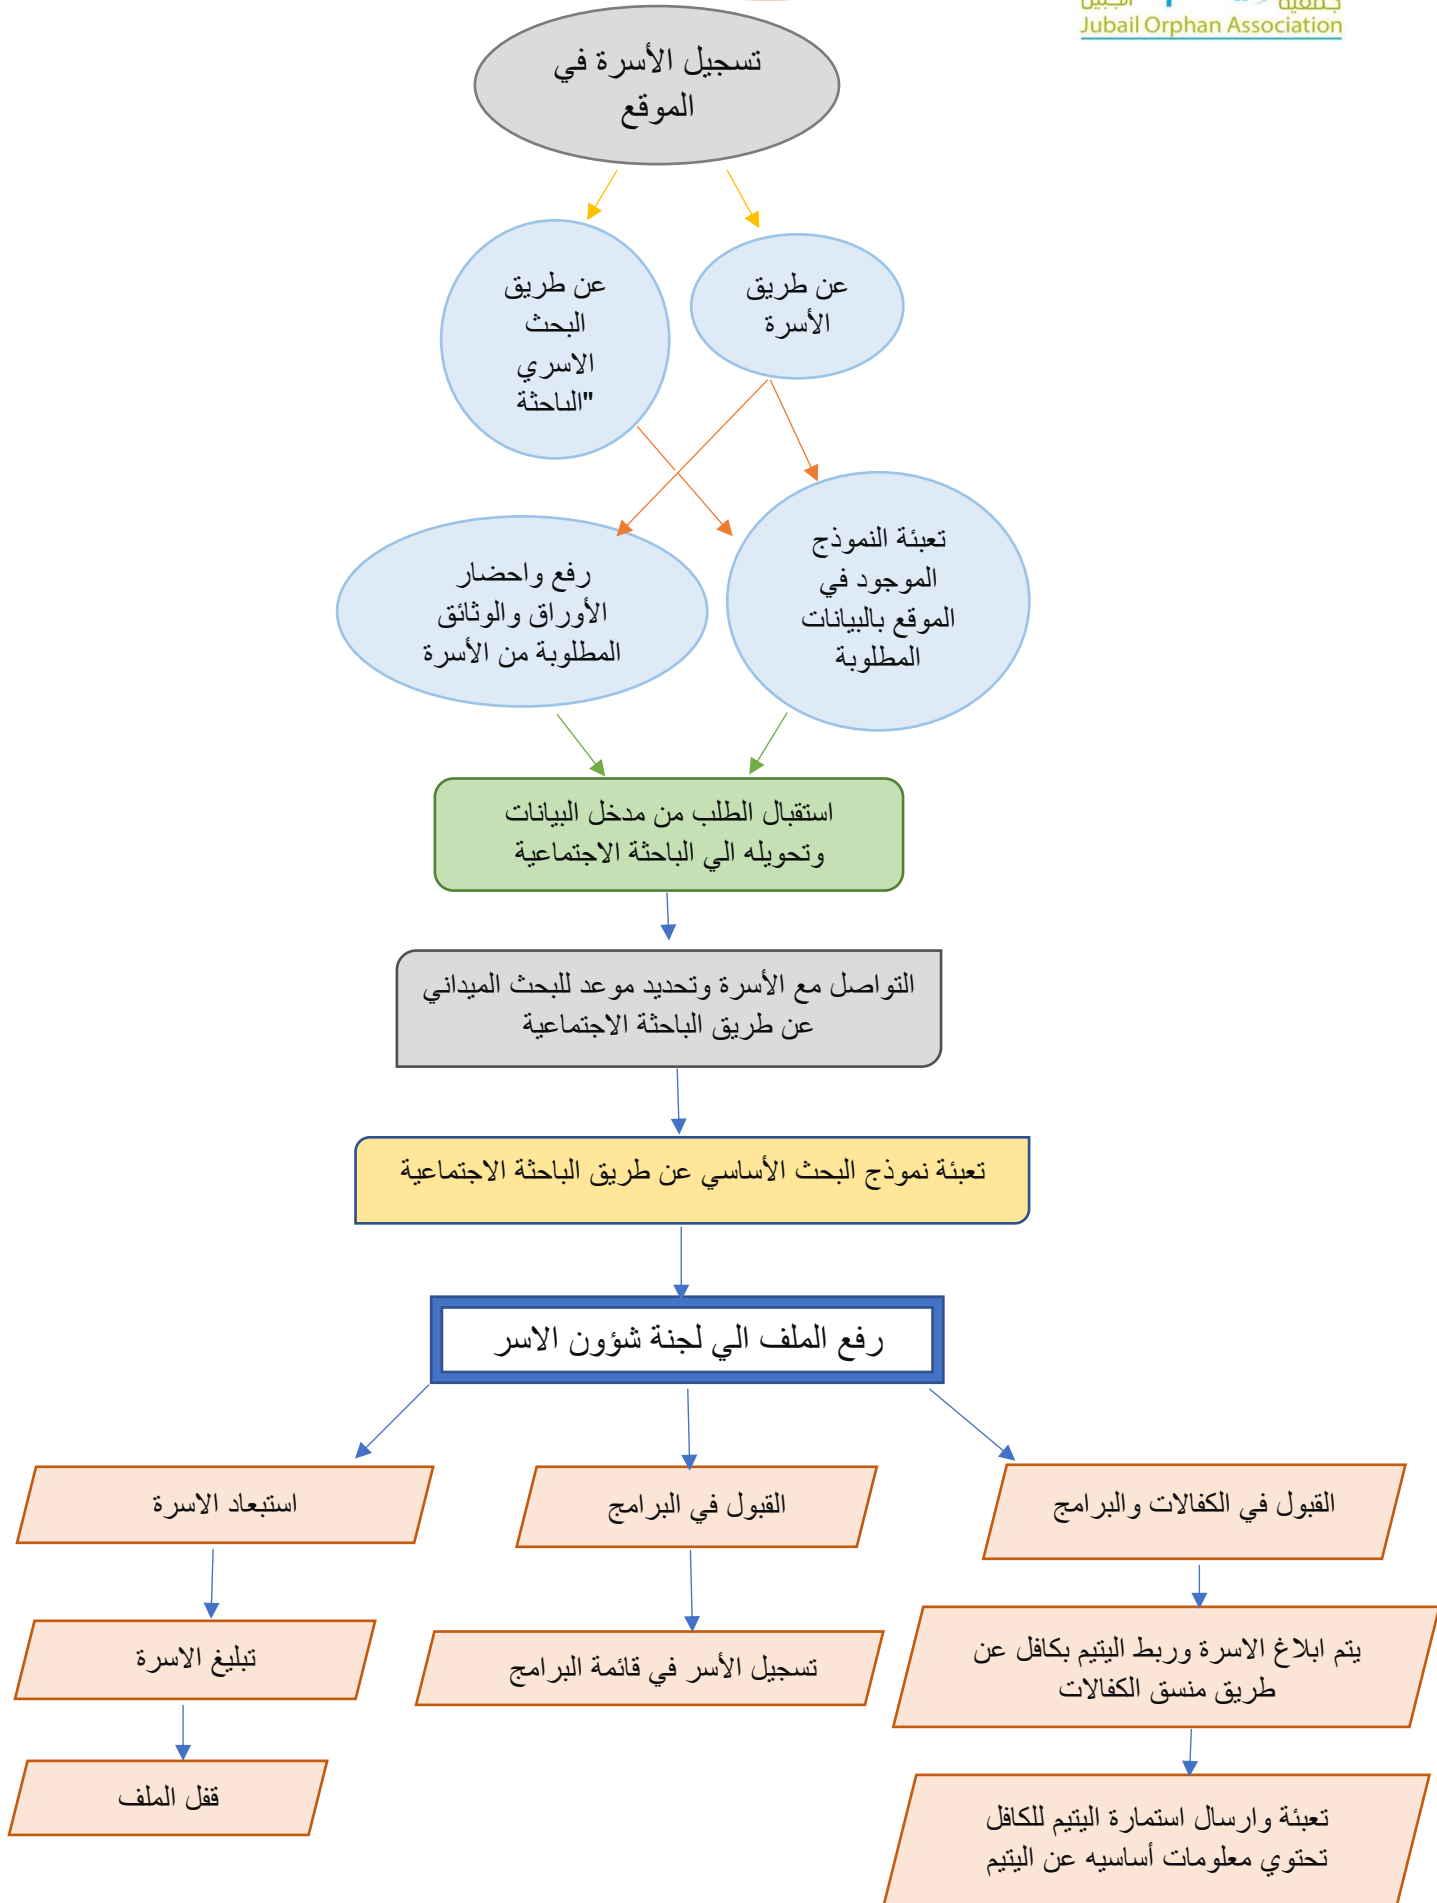 جمعية
الجبيل
Jubail Orphan Association
تسجيل الأسرة في
الموقع
عن طريق
الأسرة
عن طريق
البحث
الاسري
"الباحثة
تعبئة النموذج
الموجود في
الموقع بالبيانات
المطلوبة
رفع واحضار
الأوراق والوثائق
المطلوبة من الأسرة
استقبال الطلب من مدخل البيانات
وتحويله الي الباحثة الاجتماعية
التواصل مع الأسرة وتحديد موعد للبحث الميداني
عن طريق الباحثة الاجتماعية
تعبئة نموذج البحث الأساسي عن طريق الباحثة الاجتماعية
رفع الملف الي لجنة شؤون الاسر
القبول في الكفالات والبرامج
القبول في البرامج
استبعاد الاسرة
يتم ابلاغ الاسرة وربط اليتيم بكافل عن
طريق منسق الكفالات
تسجيل الأسر في قائمة البرامج
تبليغ الاسرة
تعبئة وارسال استمارة اليتيم للكافل
تحتوي معلومات أساسيه عن اليتيم
قفل الملف